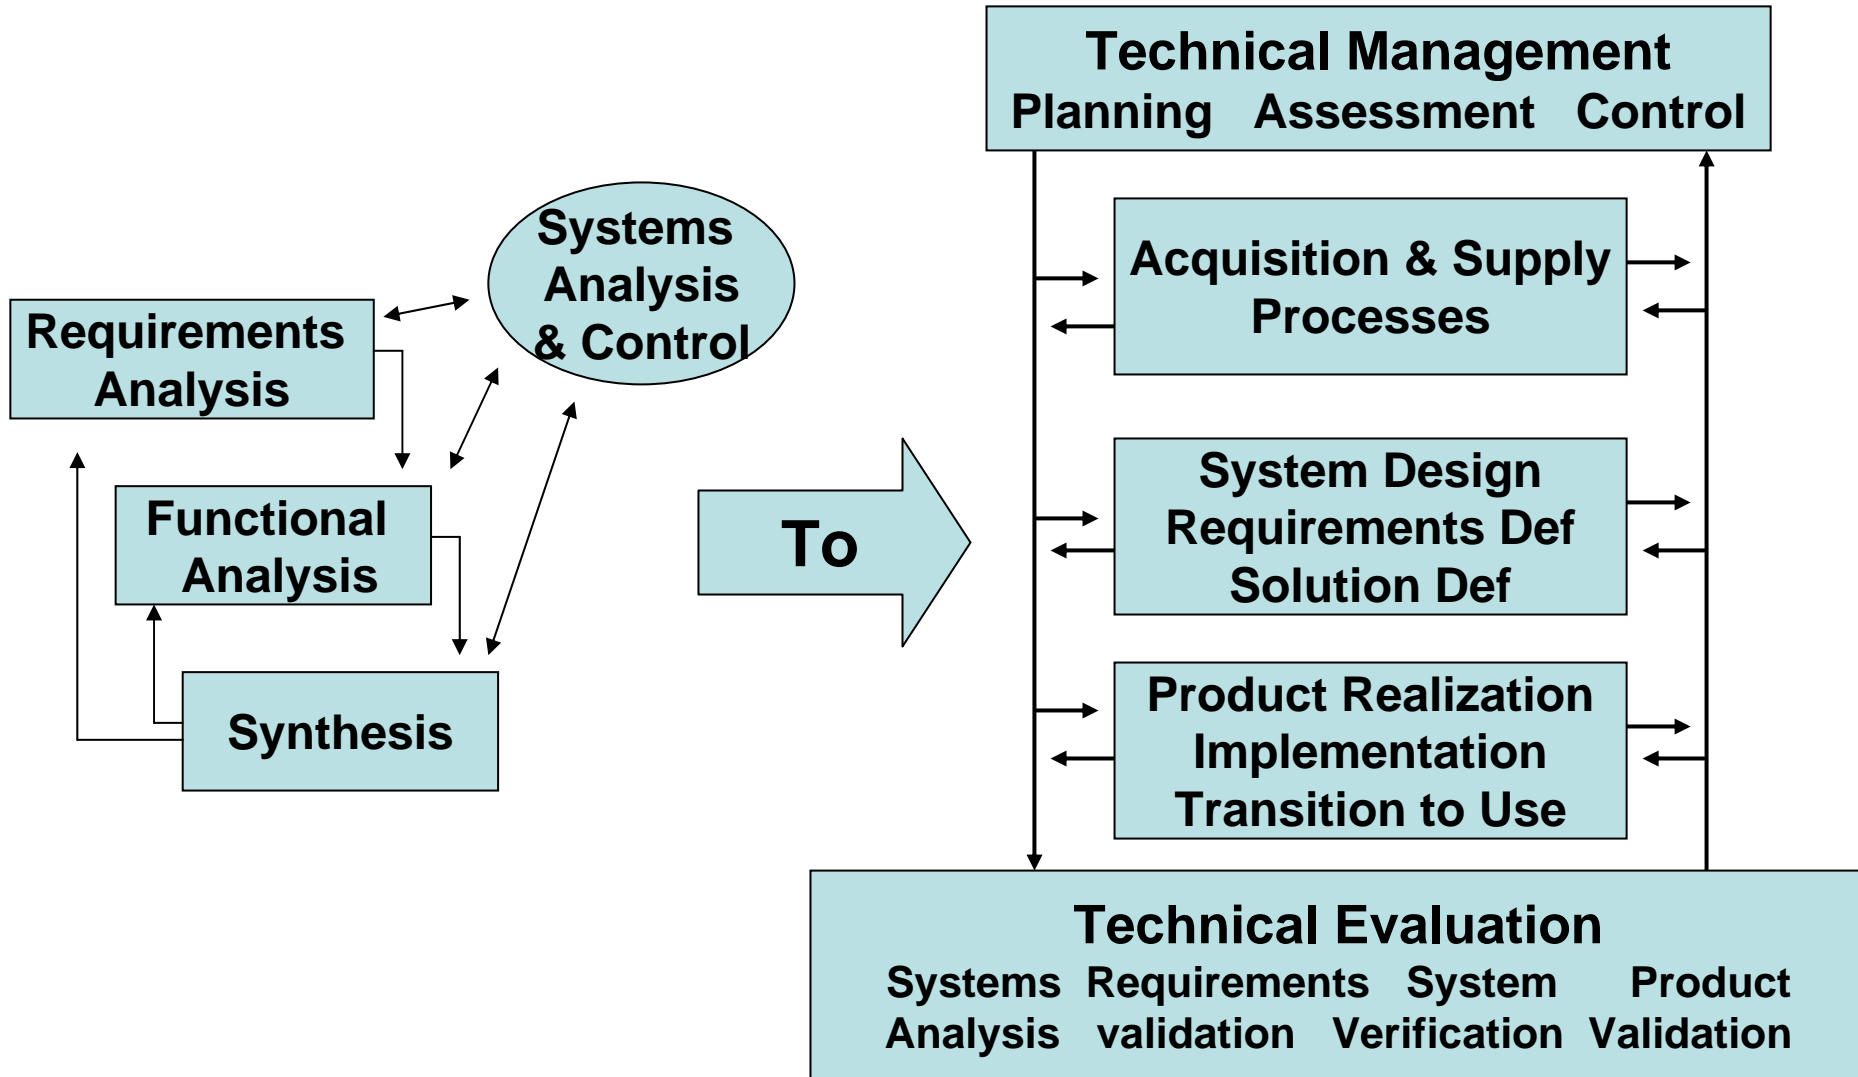 Requirements
Analysis
Functional
Analysis
Synthesis
Systems
Analysis
& Control
To
Technical Management
Planning Assessment Control
Acquisition & Supply
Processes
System Design
Requirements Def
Solution Def
Product Realization
Implementation
Transition to Use
Technical Evaluation
Systems Requirements System Product
Analysis validation Verification Validation